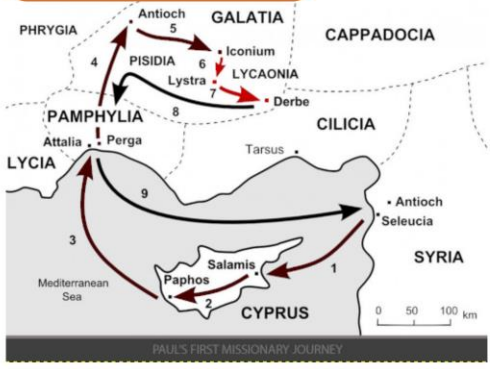 Antioch
GALATIA
PHRYGIA
5
CAPPADOCIA
Iconium
4
PISIDIA
6
Lystra
LYCAONIA
7
Derbe
8
PAMPHYLIA
CILICIA
Attalia
Perga
Tarsus
LYCIA
9
Antioch
Seleucia
3
SYRIA
Salamis
1
Mediterranean
Sea
Paphos
2
CYPRUS
0 50 100 km
PAUL'S FIRST MISSIONARY JOURNEY